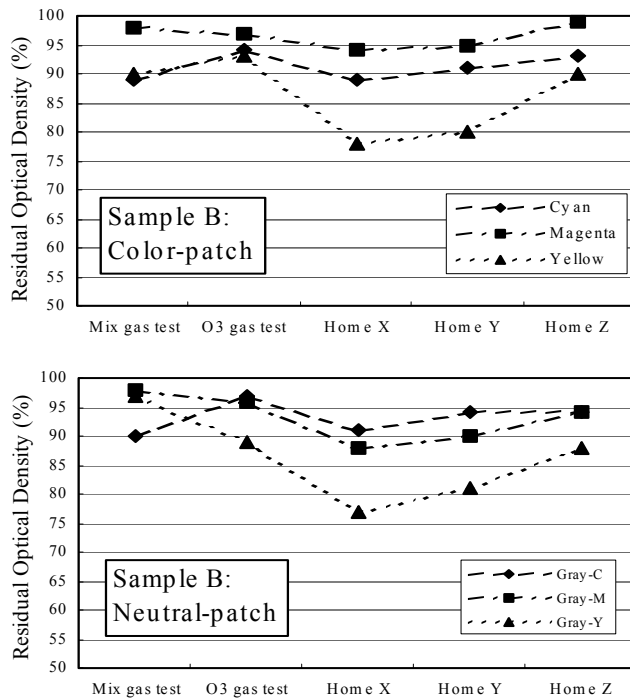 Residual Optical Density (%)
100
95
90
85
80
75
70
65
60
55
50
Sample B:
Color-patch
Cyan
Magenta
Yellow
Mix gas test O3 gas test Home X Home Y Home Z
Residual Optical Density (%)
100
95
90
85
80
75
70
65
60
55
50
Sample B:
Neutral-patch
Gray-C
Gray-M
Gray-Y
Mix gas test O3 gas test Home X Home Y Home Z